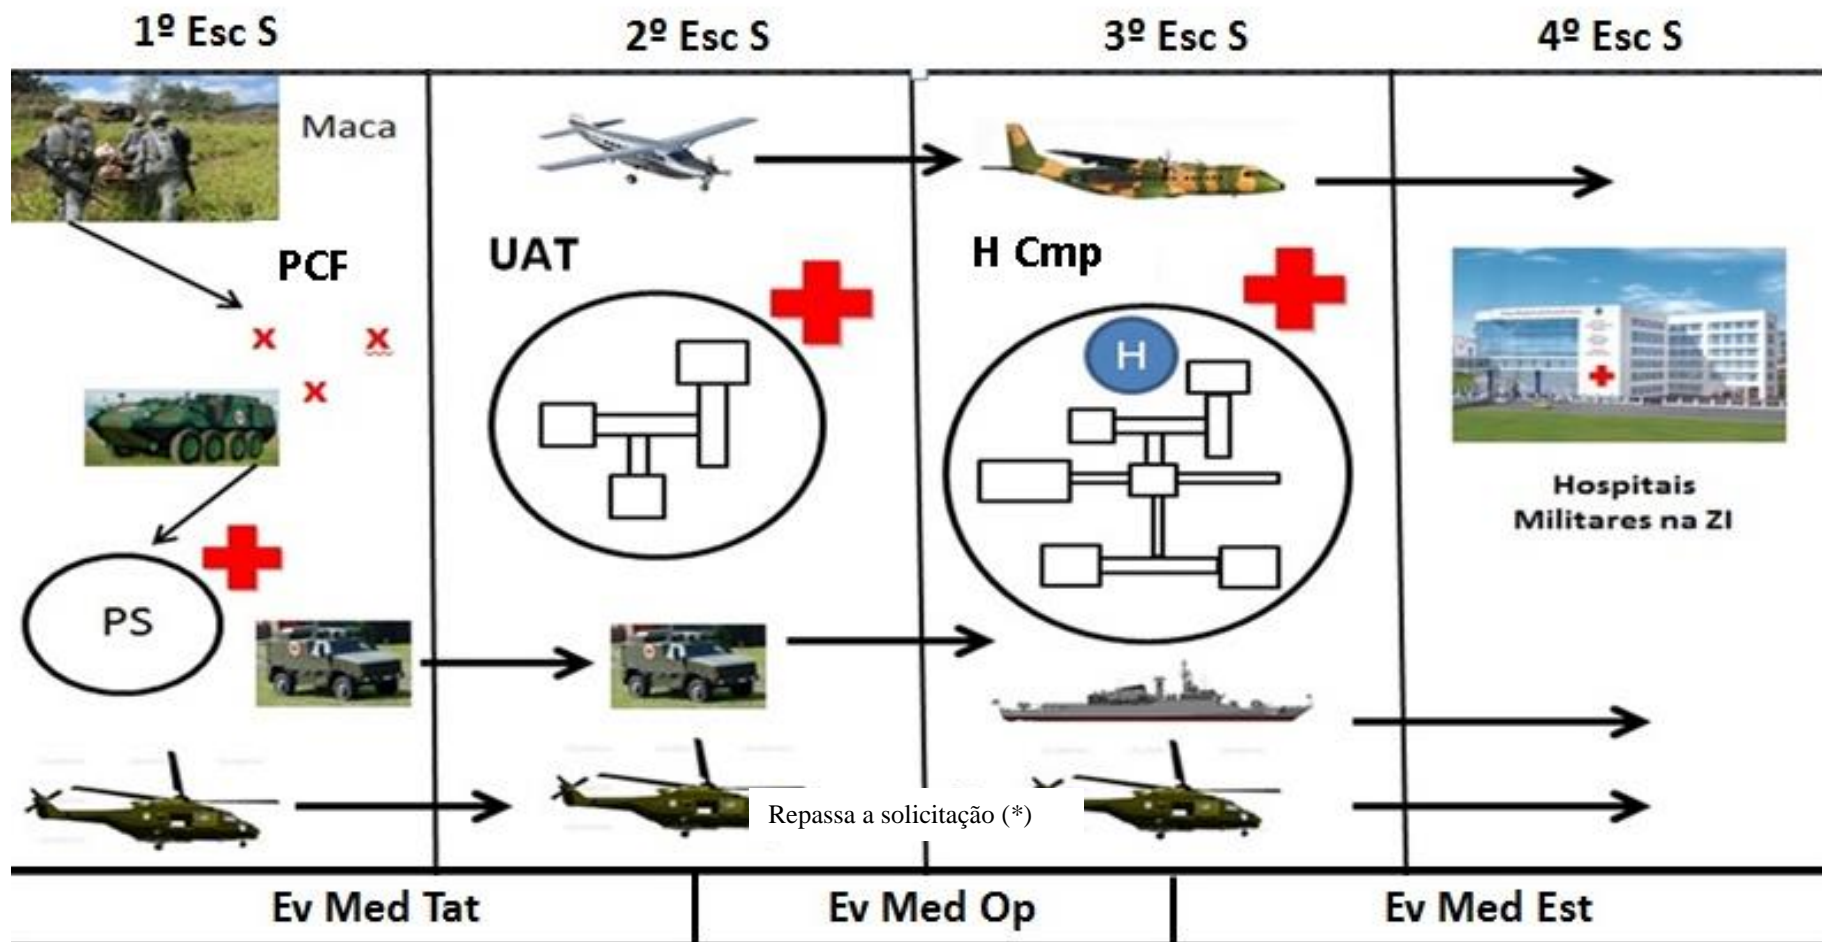 1º Esc S
2º Esc S
3º Esc S
4º Esc S
Maca
PCF
UAT
H Cmp
x
x
x
H
Hospitais
Militares na ZI
PS
Repassa a solicitação (*)
Ev Med Tat
Ev Med Op
Ev Med Est